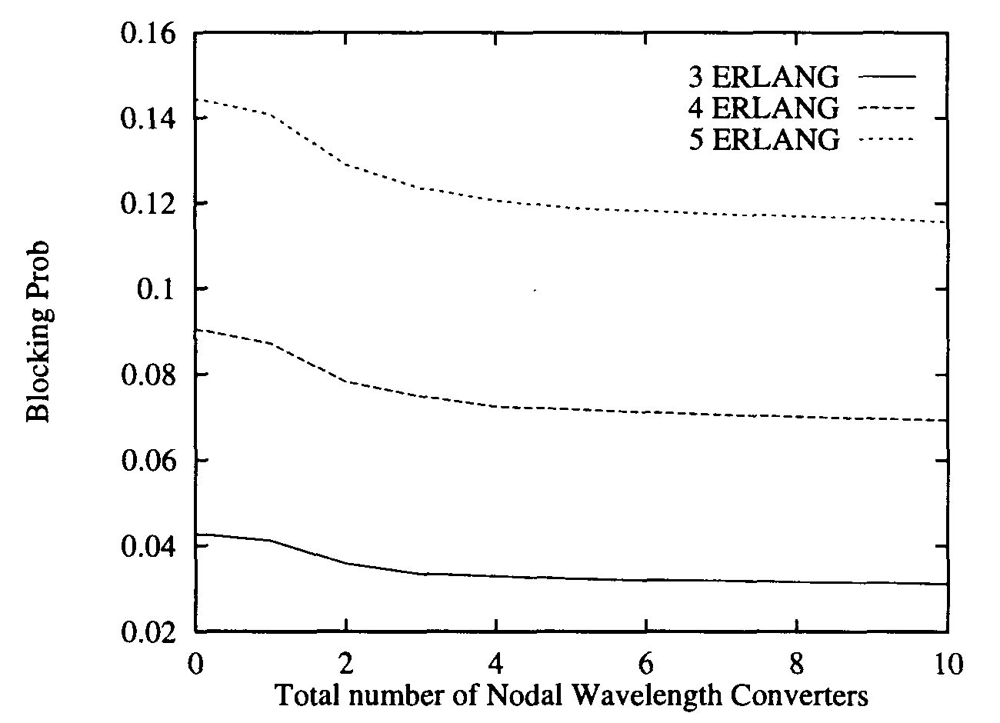 0.16
0.14
0.12
0.1
0.08
0.06
0.04
0.02
Blocking Prob
3 ERLANG
4 ERLANG
5 ERLANG
0 2 4 6 8 10
Total number of Nodal Wavelength Converters